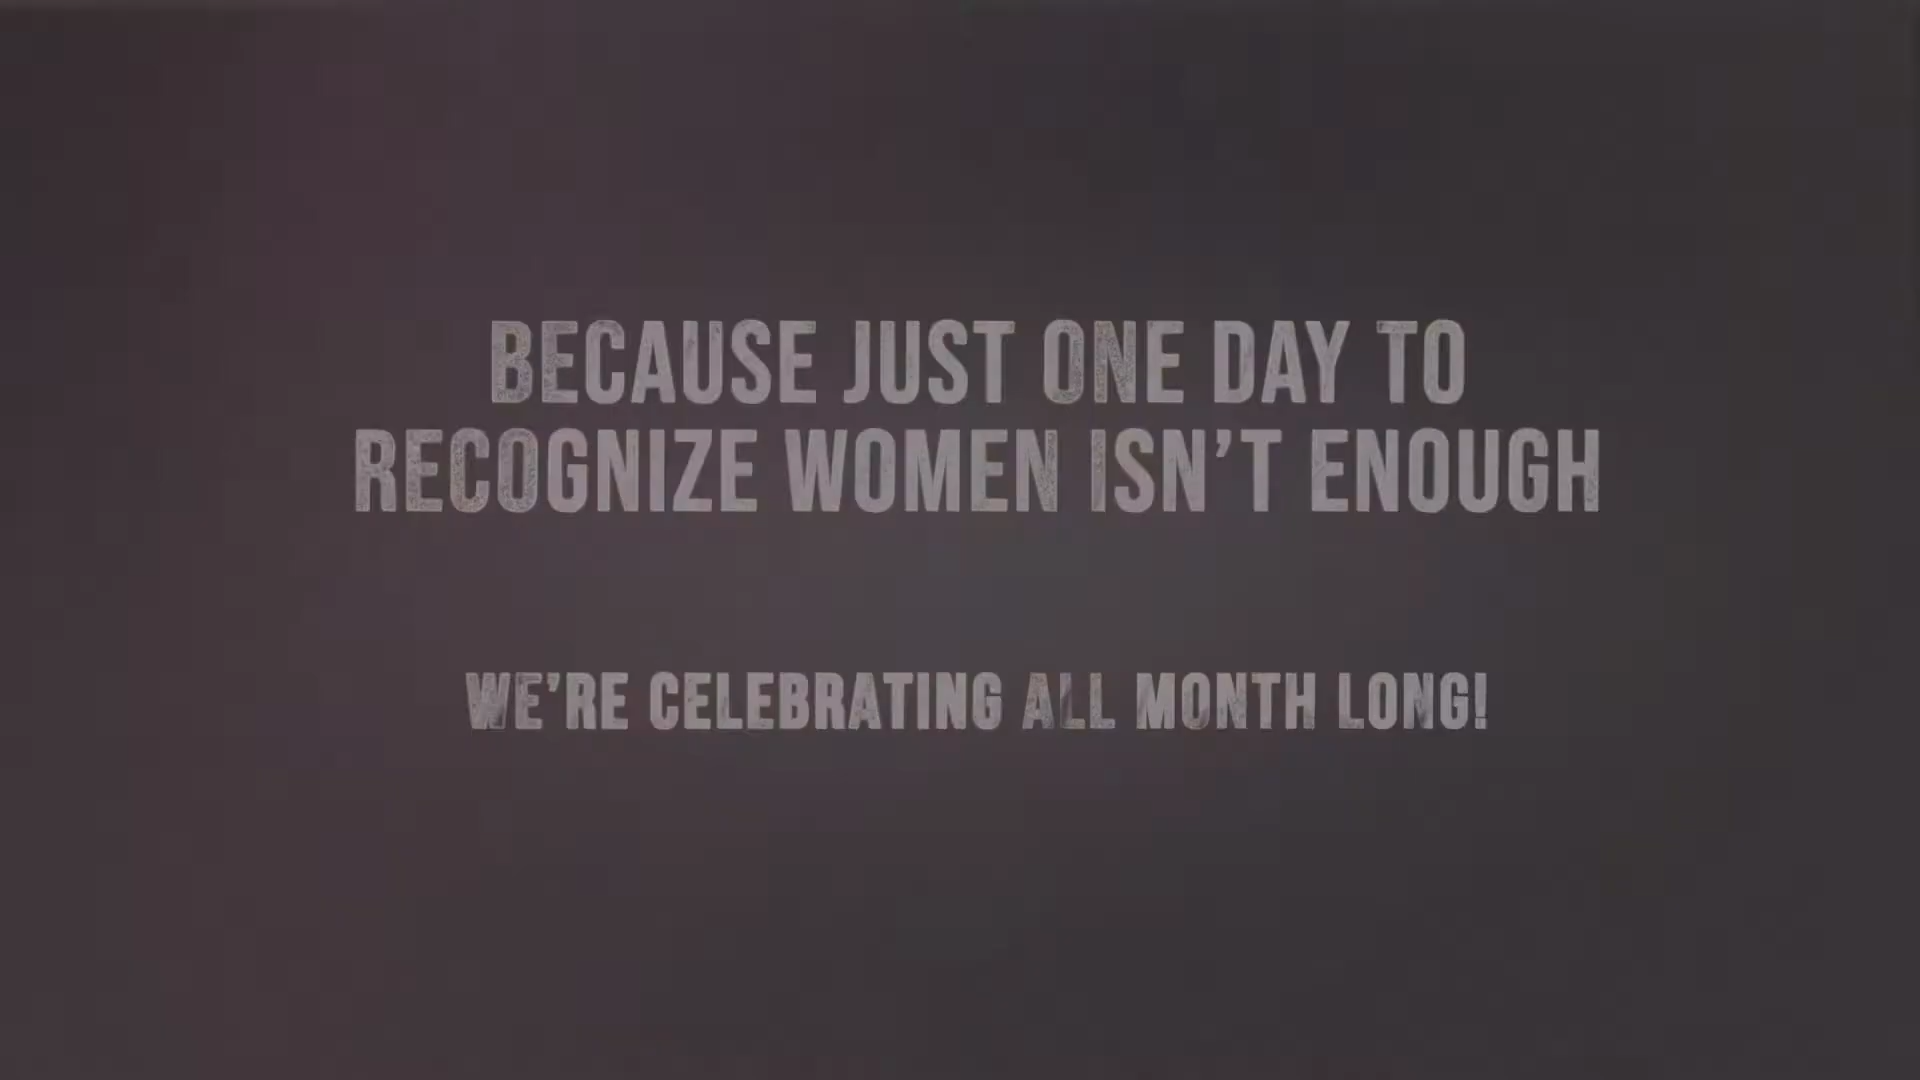 BECAUSE JUST ONE DAY TO
RECOGNIZE WOMEN ISN’T ENOUGH
WE’RE CELEBRATING ALL MONTH LONG!